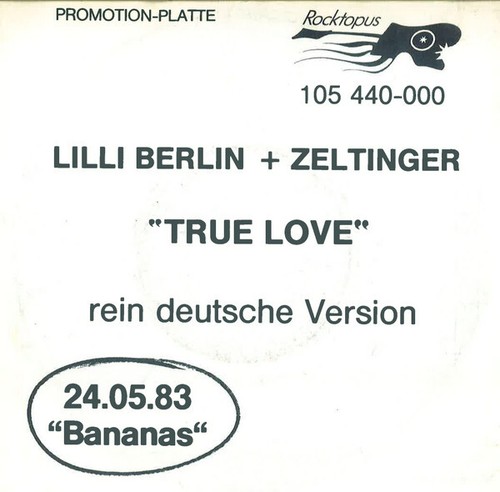 PROMOTION-PLATTE
Rocktopus
105 440-000
LILLI BERLIN + ZELTINGER
"TRUE LOVE"
rein deutsche Version
24.05.83
"Bananas"